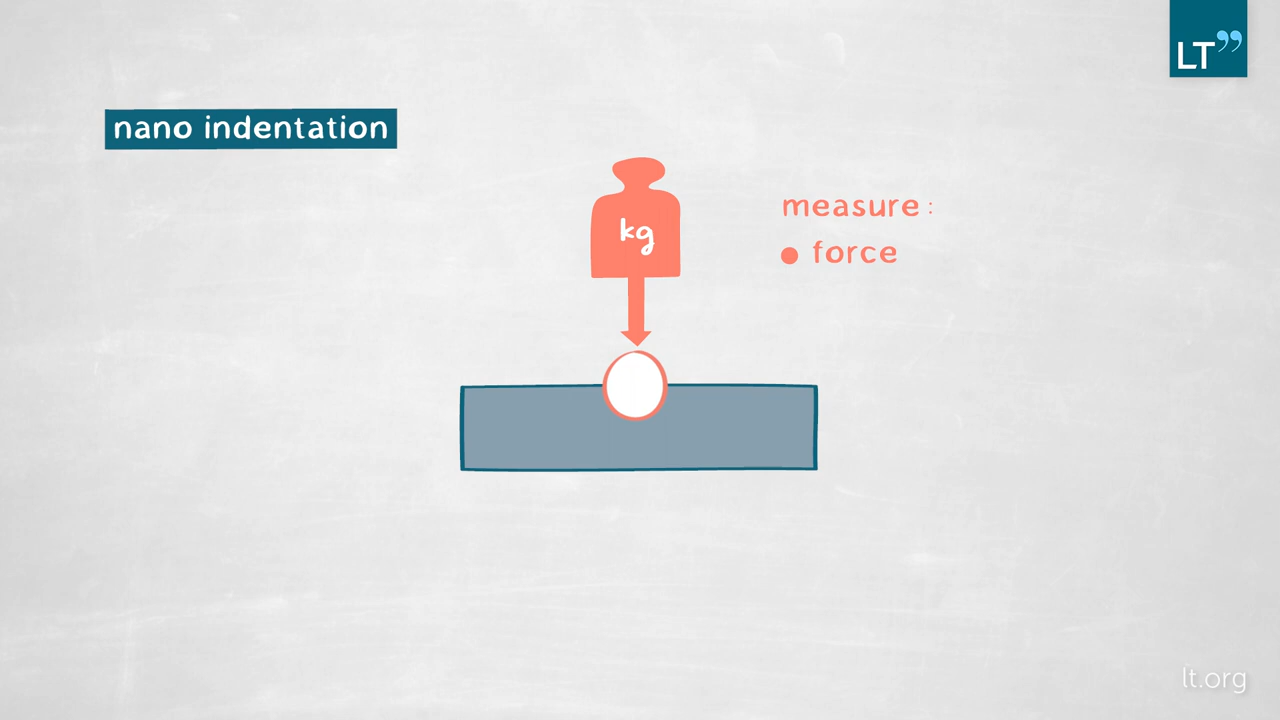 LT”
nano indentation
kg
measure:
● force
lt.org